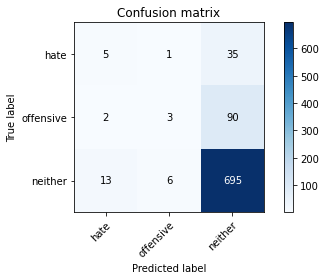 Confusion matrix
True label
hate 5 1 35
offensive 2 3 90
neither 13 6 695
hate offensive neither
Predicted label
600
500
400
300
200
100